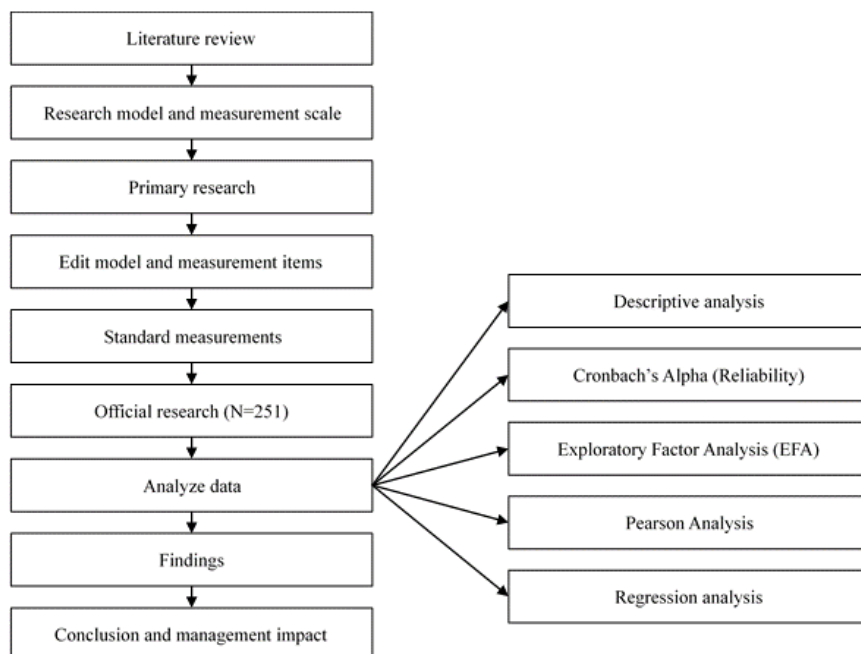 Literature review
Research model and measurement scale
Primary research
Edit model and measurement items
Standard measurements
Official research (N=251)
Analyze data
Findings
Conclusion and management impact
Descriptive analysis
Cronbach’s Alpha (Reliability)
Exploratory Factor Analysis (EFA)
Pearson Analysis
Regression analysis